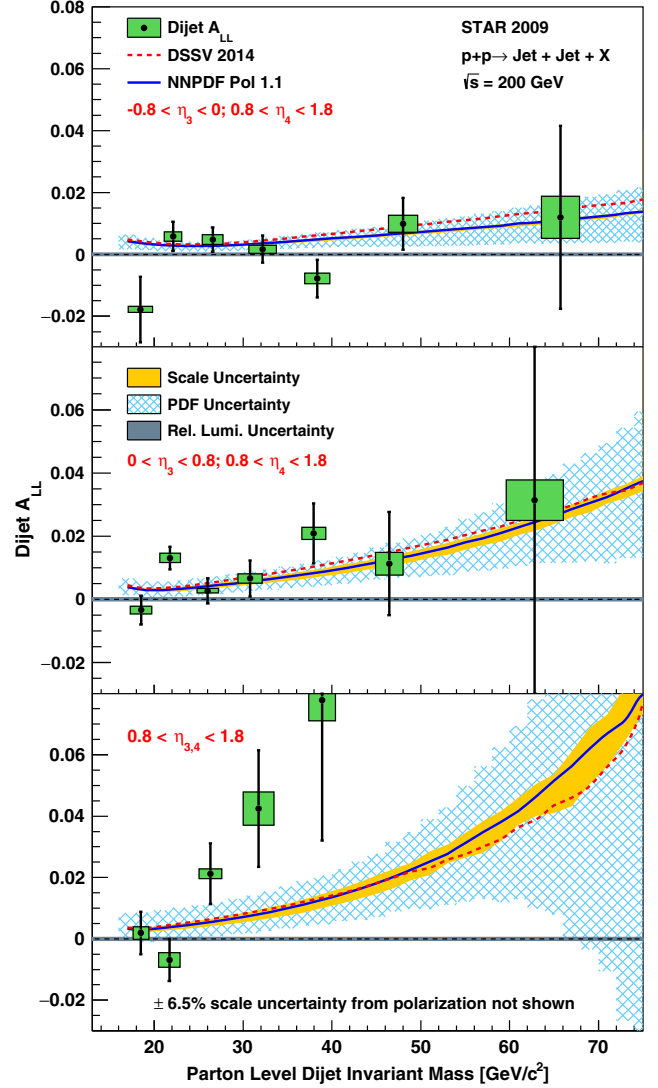 0.08
0.06
0.04
0.02
0
−0.02
Dijet A_LL
DSSV 2014
NNPDF Pol 1.1
-0.8 < η_3 < 0; 0.8 < η_4 < 1.8
STAR 2009
p+p→ Jet + Jet + X
√s = 200 GeV
0.06
0.04
0.02
0
−0.02
Scale Uncertainty
PDF Uncertainty
Rel. Lumi. Uncertainty
0 < η_3 < 0.8; 0.8 < η_4 < 1.8
Dijet A_LL
0.06
0.04
0.02
0
−0.02
0.8 < η_3,4 < 1.8
± 6.5% scale uncertainty from polarization not shown
20 30 40 50 60 70
Parton Level Dijet Invariant Mass [GeV/c²]